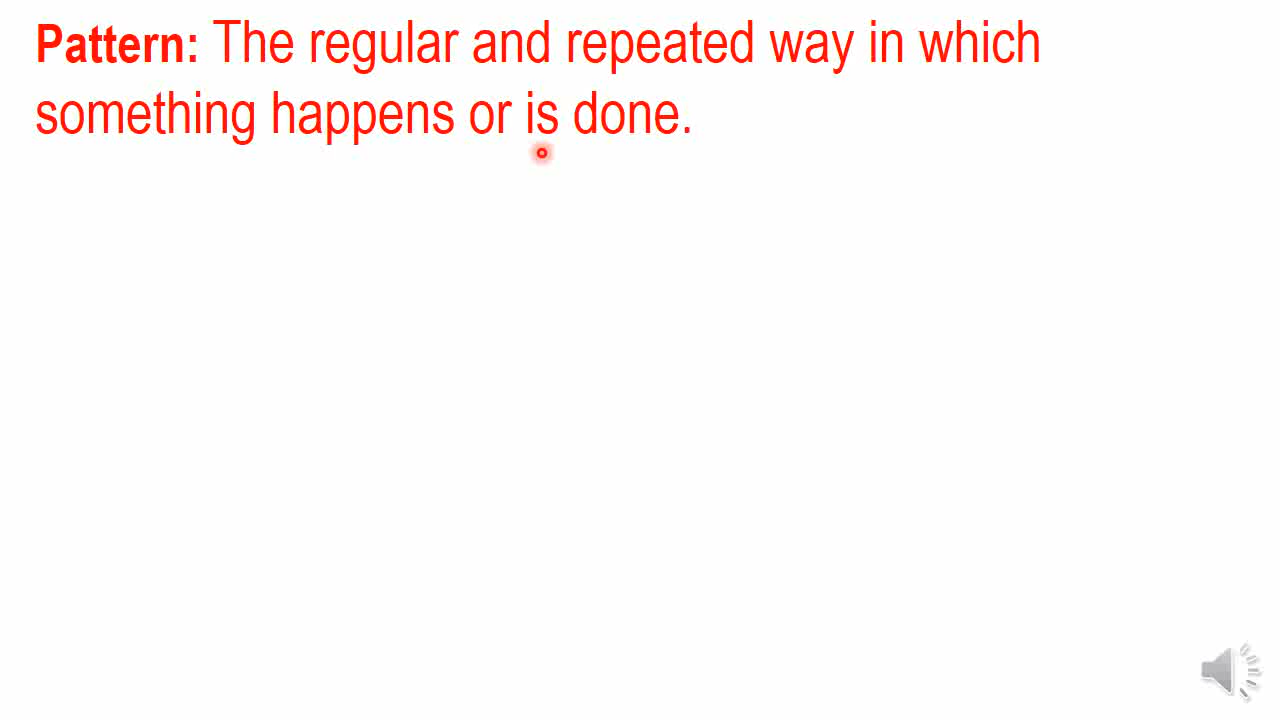 Pattern: The regular and repeated way in which
something happens or is done.